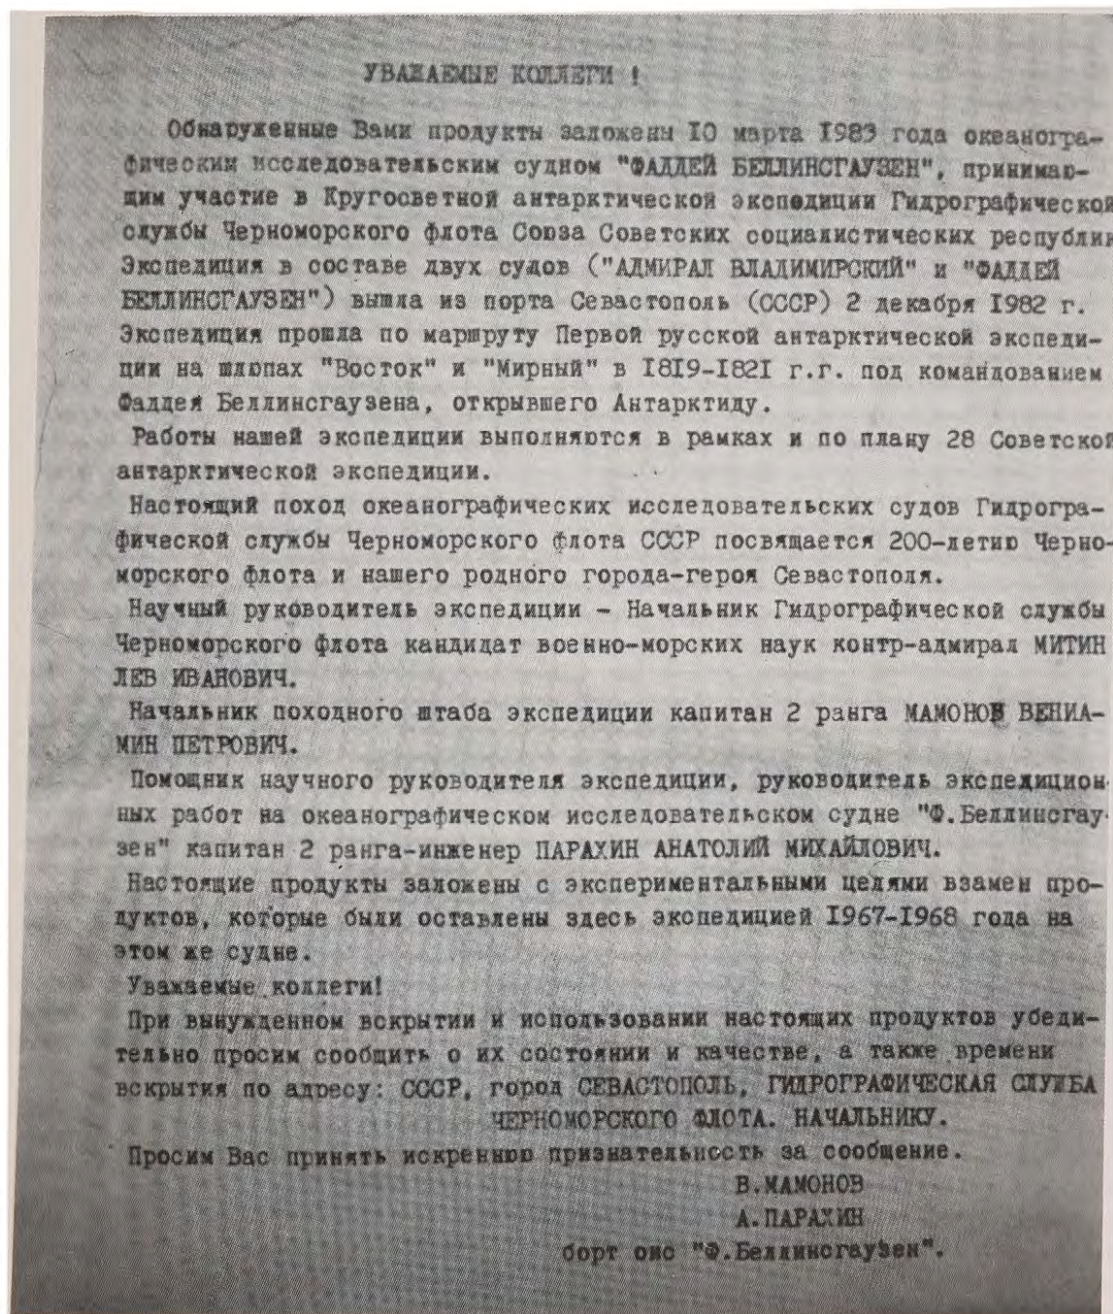 УВАЖАЕМЫЕ КОЛЛЕГИ !
Обнаруженные Вами продукты заложены 10 марта 1983 года океаногра-
фическим исследовательским судном "ФАДДЕЙ БЕЛЛИНСГАУЗЕН", принимаю-
щим участие в Кругосветной антарктической экспедиции Гидрографической
службы Черноморского флота Союза Советских социалистических республик
Экспедиция в составе двух судов ("АДМИРАЛ ВЛАДИМИРСКИЙ" и "ФАДДЕЙ
БЕЛЛИНСГАУЗЕН") вышла из порта Севастополь (СССР) 2 декабря 1982 г.
Экспедиция прошла по маршруту Первой русской антарктической экспеди-
ции на шлюпах "Восток" и "Мирный" в 1819-1821 г.г. под командованием
Фаддея Беллинсгаузена, открывшего Антарктиду.
Работы нашей экспедиции выполняются в рамках и по плану 28 Советской
антарктической экспедиции.
Настоящий поход океанографических исследовательских судов Гидрогра-
фической службы Черноморского флота СССР посвящается 200-летию Черно-
морского флота и нашего родного города-героя Севастополя.
Научный руководитель экспедиции - Начальник Гидрографической службы
Черноморского флота кандидат военно-морских наук контр-адмирал МИТИН
ЛЕВ ИВАНОВИЧ.
Начальник походного штаба экспедиции капитан 2 ранга МАМОНОВ ВЕНИА-
МИН ПЕТРОВИЧ.
Помощник научного руководителя экспедиции, руководитель экспедицион-
ных работ на океанографическом исследовательском судне "Ф.Беллинсгау-
зен" капитан 2 ранга-инженер ПАРАХИН АНАТОЛИЙ МИХАЙЛОВИЧ.
Настоящие продукты заложены с экспериментальными целями взамен про-
дуктов, которые были оставлены здесь экспедицией 1967-1968 года на
этом же судне.
Уважаемые коллеги!
При вынужденном вскрытии и использовании настоящих продуктов убеди-
тельно просим сообщить о их состоянии и качестве, а также времени
вскрытия по адресу: СССР, город СЕВАСТОПОЛЬ, ГИДРОГРАФИЧЕСКАЯ СЛУЖБА
ЧЕРНОМОРСКОГО ФЛОТА. НАЧАЛЬНИКУ.
Просим Вас принять искреннюю признательность за сообщение.
В.МАМОНОВ
А.ПАРАХИН
борт оис "Ф.Беллинсгаузен".